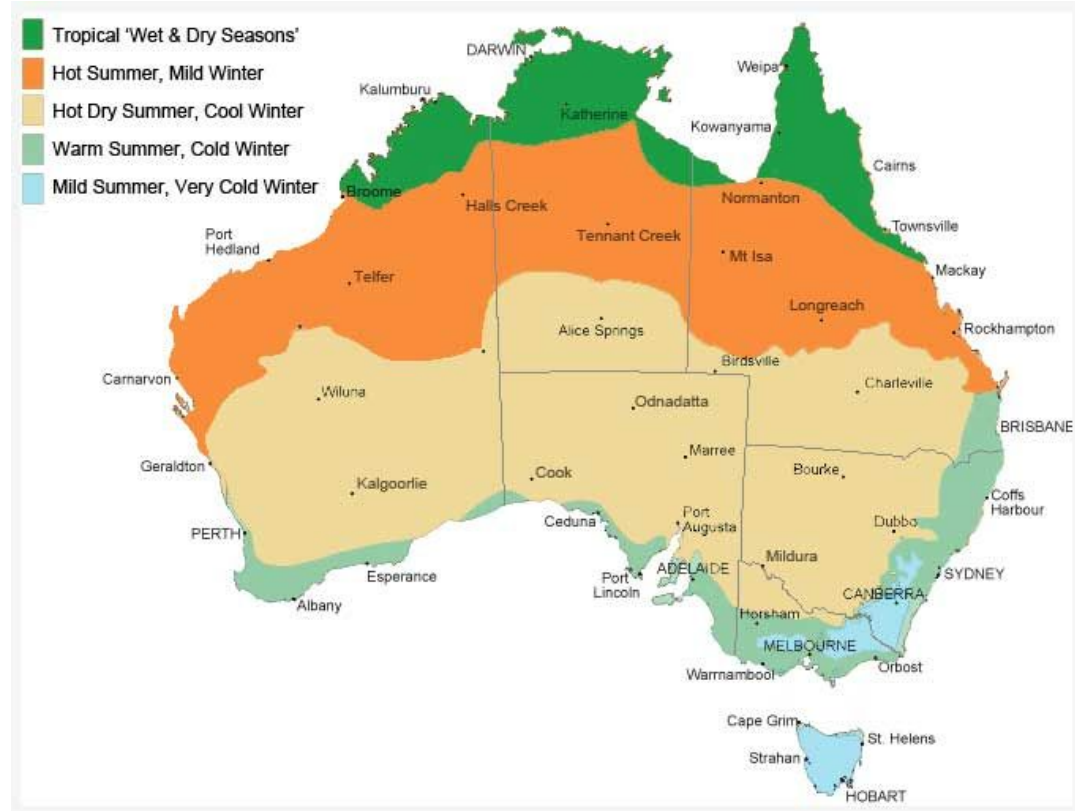 Tropical 'Wet & Dry Seasons'
Hot Summer, Mild Winter
Hot Dry Summer, Cool Winter
Warm Summer, Cold Winter
Mild Summer, Very Cold Winter
DARWIN
Weipa
Kalumburu
Katherine
Kowanyama
Cairns
Broome
Halls Creek
Normanton
Port
Hedland
Tennant Creek
Townsville
Mt Isa
Telfer
Mackay
Longreach
Alice Springs
Rockhampton
Birdsville
Carnarvon
Wiluna
Charleville
Odnadatta
BRISBANE
Marree
Geraldton
Cook
Bourke
Kalgoorlie
Coffs
Harbour
Port
Augusta
Ceduna
Dubbo
PERTH
Mildura
ADELAIDE
SYDNEY
Esperance
Port
Lincoln
CANBERRA
Albany
Horsham
MELBOURNE
Orbost
Warrnambool
Cape Grim
St. Helens
Strahan
HOBART